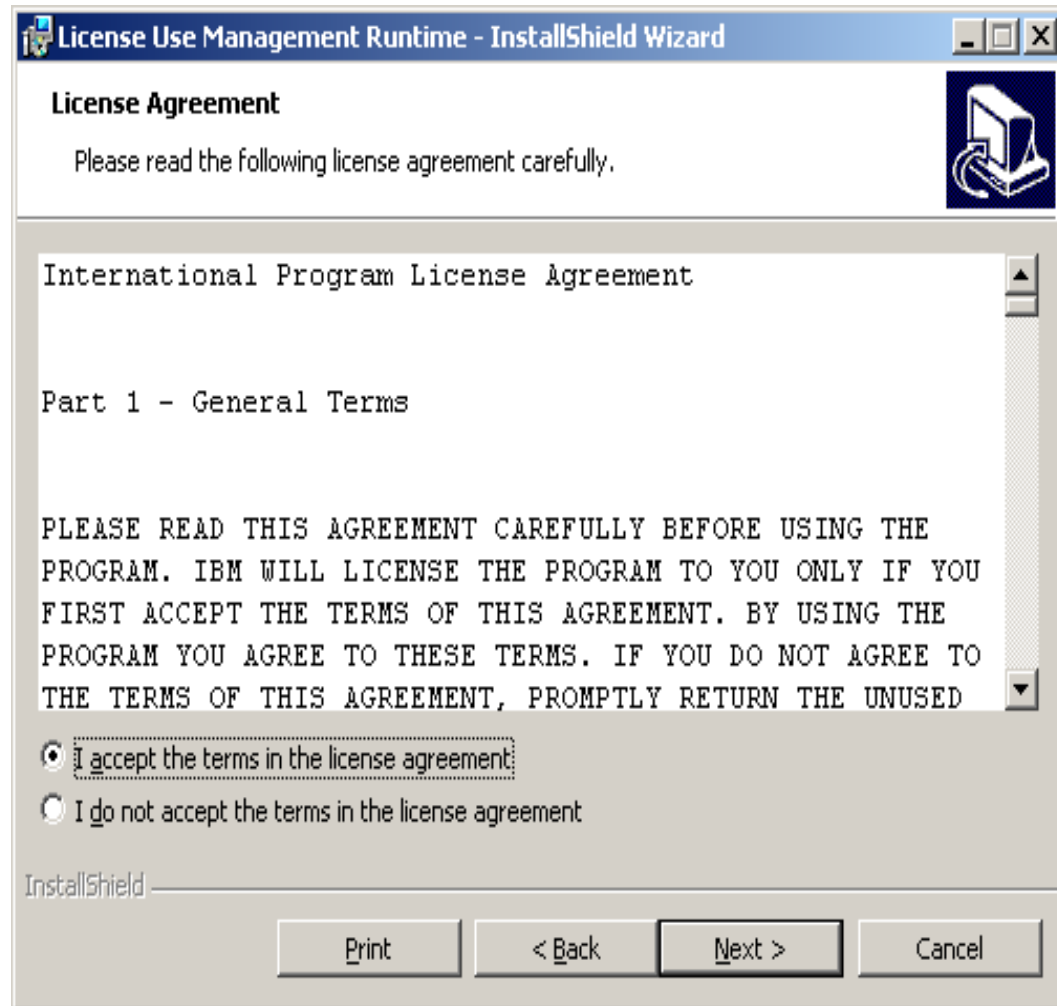 License Use Management Runtime - InstallShield Wizard
License Agreement
Please read the following license agreement carefully.
International Program License Agreement
Part 1 - General Terms
PLEASE READ THIS AGREEMENT CAREFULLY BEFORE USING THE
PROGRAM. IBM WILL LICENSE THE PROGRAM TO YOU ONLY IF YOU
FIRST ACCEPT THE TERMS OF THIS AGREEMENT. BY USING THE
PROGRAM YOU AGREE TO THESE TERMS. IF YOU DO NOT AGREE TO
THE TERMS OF THIS AGREEMENT, PROMPTLY RETURN THE UNUSED
I accept the terms in the license agreement
I do not accept the terms in the license agreement
InstallShield
Print
< Back
Next >
Cancel